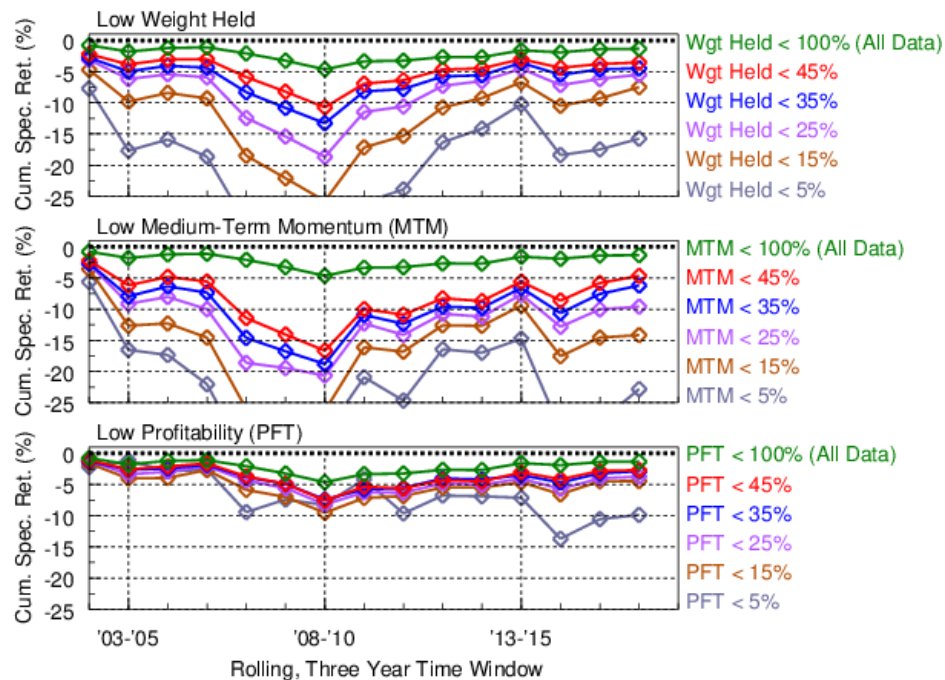 Low Weight Held
Cum. Spec. Ret. (%)
0
-5
-10
-15
-20
-25
Wgt Held < 100% (All Data)
Wgt Held < 45%
Wgt Held < 35%
Wgt Held < 25%
Wgt Held < 15%
Wgt Held < 5%
Low Medium-Term Momentum (MTM)
Cum. Spec. Ret. (%)
0
-5
-10
-15
-20
-25
MTM < 100% (All Data)
MTM < 45%
MTM < 35%
MTM < 25%
MTM < 15%
MTM < 5%
Low Profitability (PFT)
Cum. Spec. Ret. (%)
0
-5
-10
-15
-20
-25
PFT < 100% (All Data)
PFT < 45%
PFT < 35%
PFT < 25%
PFT < 15%
PFT < 5%
'03-'05 '08-'10 '13-'15
Rolling, Three Year Time Window